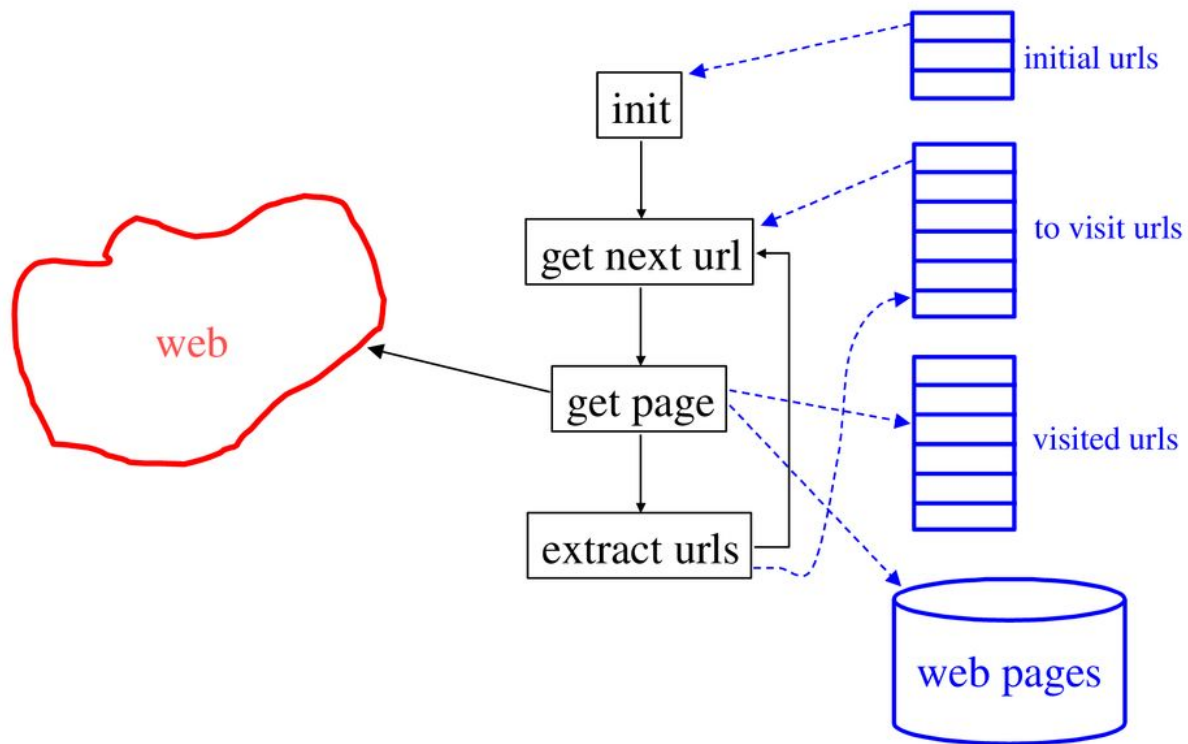 initial urls
init
to visit urls
get next url
web
get page
visited urls
extract urls
web pages